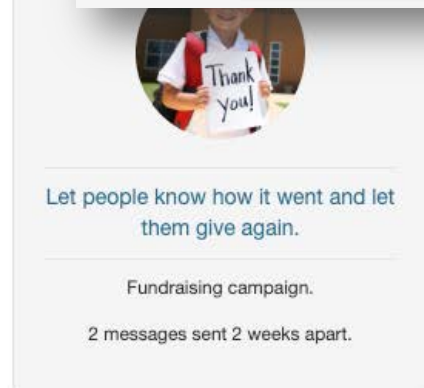 Thank
you!
Let people know how it went and let
them give again.
Fundraising campaign.
2 messages sent 2 weeks apart.